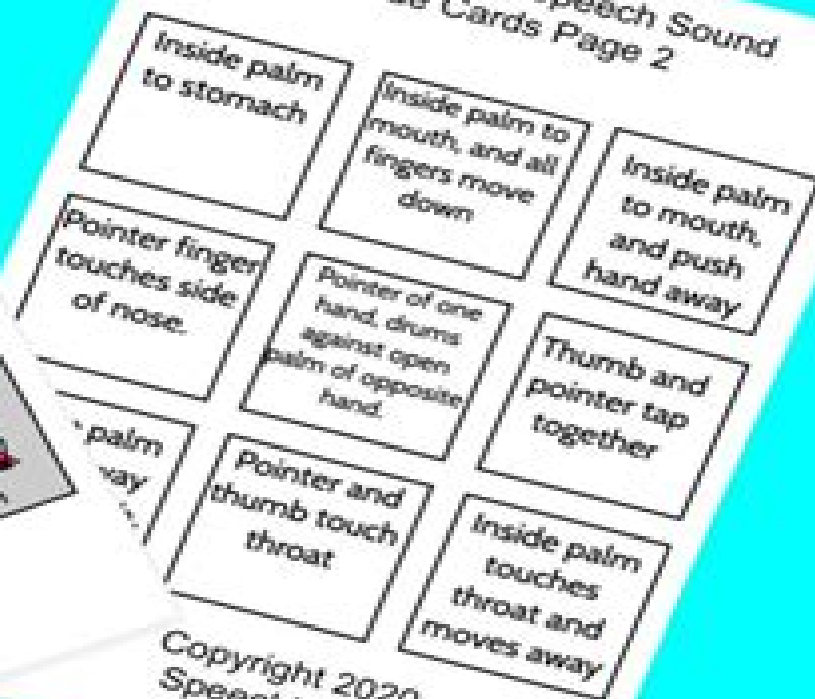 Speech Sound
Cards Page 2
Inside palm
to stomach
Inside palm to
mouth, and all
fingers move
down
Inside palm
to mouth,
and push
hand away
Pointer finger
touches side
of nose.
Pointer of one
hand, drums
against open
palm of opposite
hand.
Thumb and
pointer tap
together
palm
Pointer and
thumb touch
throat
Inside palm
touches
throat and
moves away
Copyright 2020